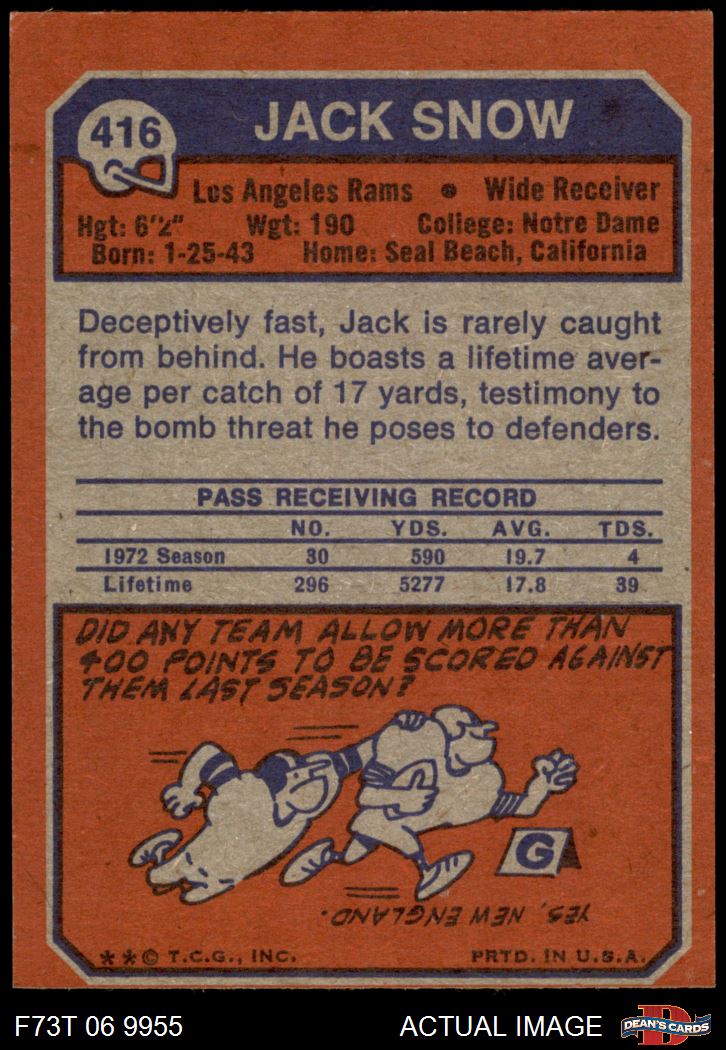 416
JACK SNOW
Los Angeles Rams • Wide Receiver
Hgt: 6'2" Wgt: 190 College: Notre Dame
Born: 1-25-43 Home: Seal Beach, California
Deceptively fast, Jack is rarely caught
from behind. He boasts a lifetime aver-
age per catch of 17 yards, testimony to
the bomb threat he poses to defenders.
PASS RECEIVING RECORD
NO. YDS. AVG. TDS.
1972 Season 30 590 19.7 4
Lifetime 296 5277 17.8 39
DID ANY TEAM ALLOW MORE THAN
400 POINTS TO BE SCORED AGAINST
THEM LAST SEASON?
G
YES, NEW ENGLAND.
**© T.C.G., INC. PRTD. IN U.S.A.
F73T 06 9955 ACTUAL IMAGE
D
DEAN'S CARDS